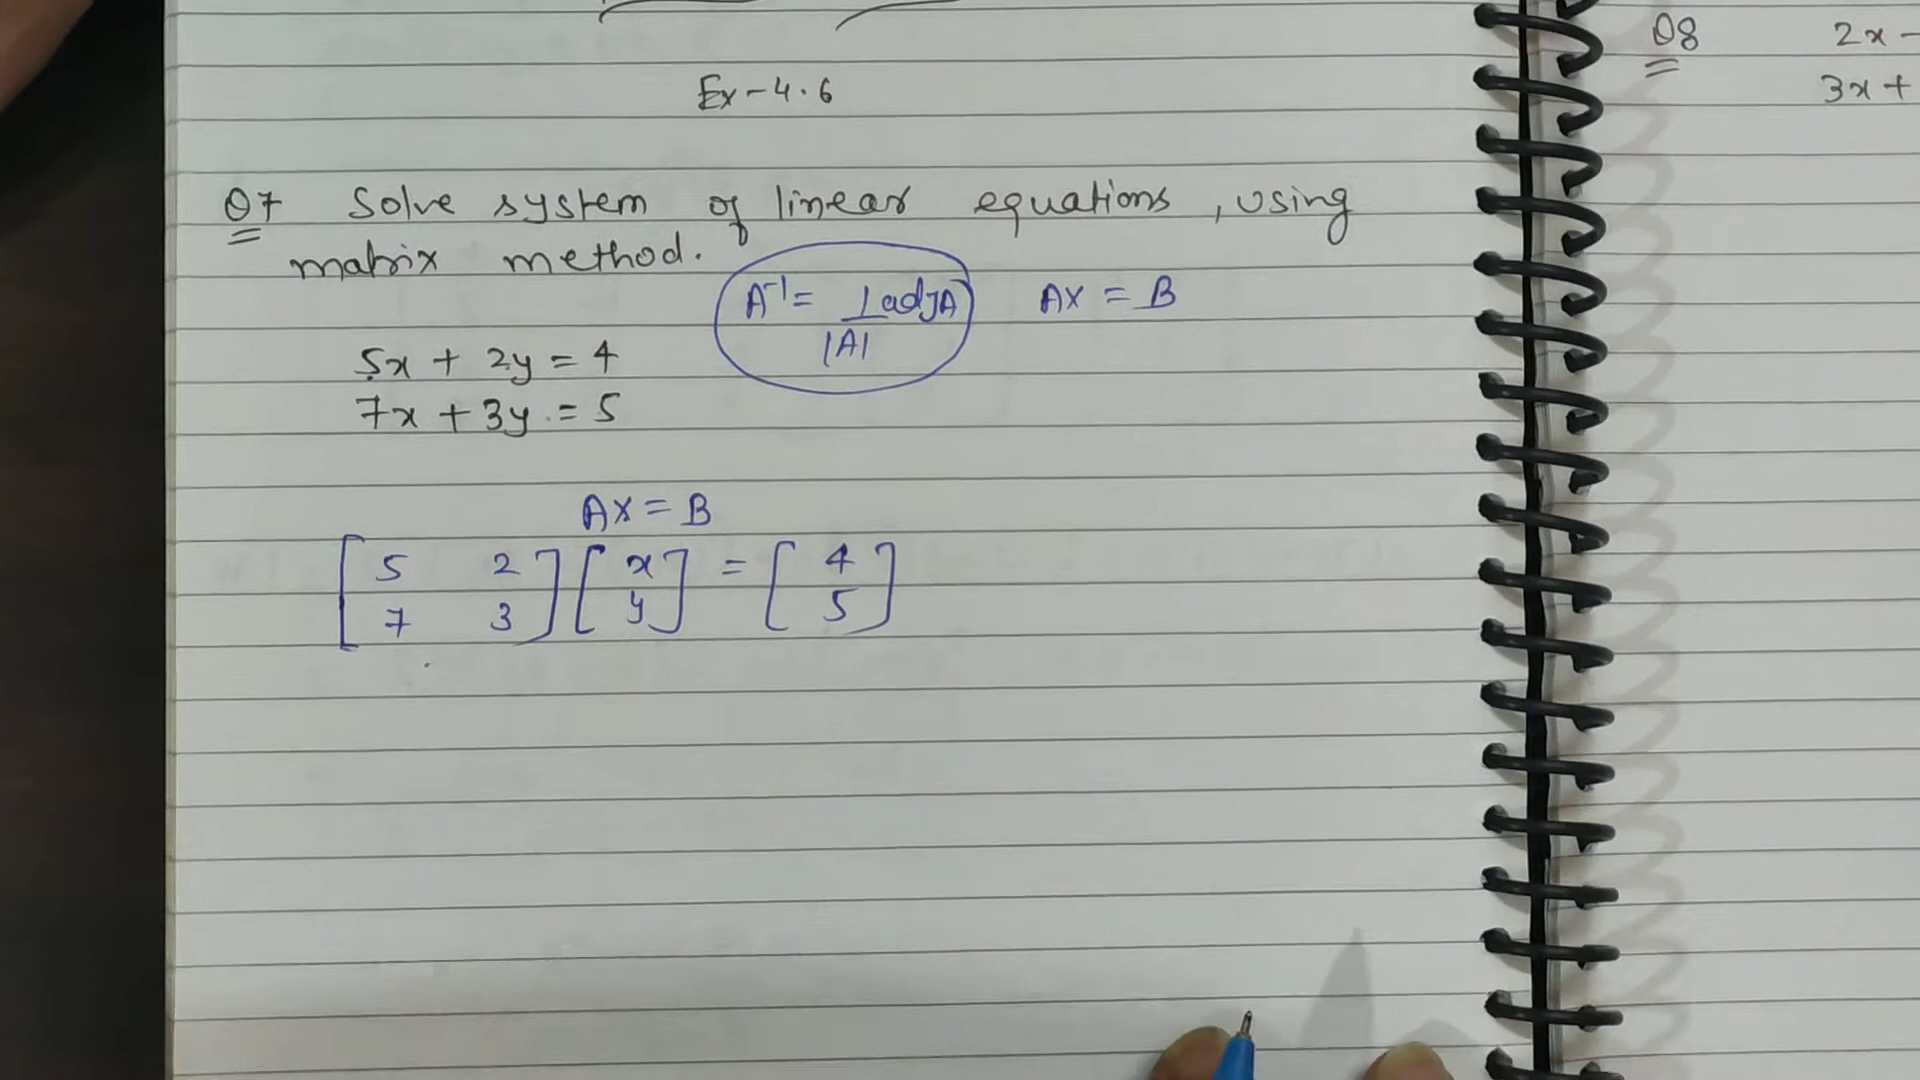 Ex-4.6
Q7 Solve system of linear equations, using
matrix method.
A⁻¹ = 1/|A| adjA AX = B
5x + 2y = 4
7x + 3y = 5
AX = B
[5 2] [x] = [4]
[7 3] [y] [5]
Q8 2x -
3x +